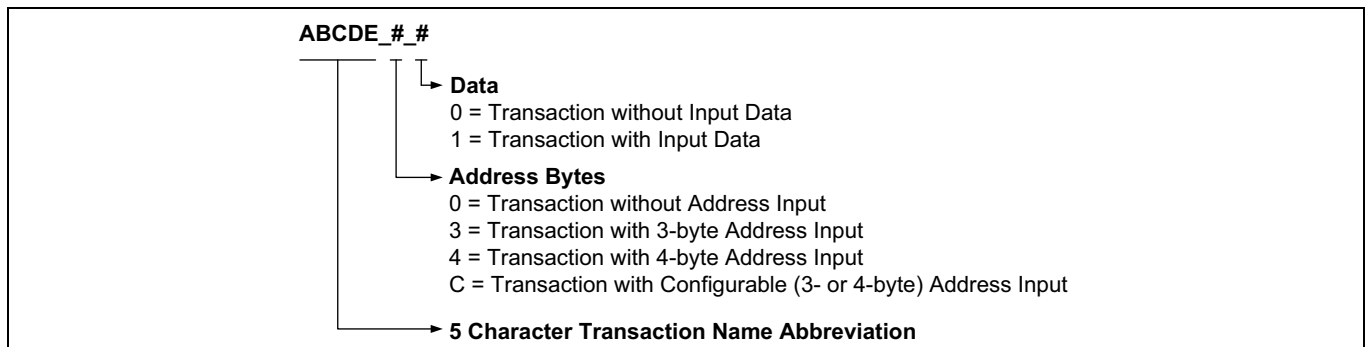 ABCDE_#_#
Data
0 = Transaction without Input Data
1 = Transaction with Input Data
Address Bytes
0 = Transaction without Address Input
3 = Transaction with 3-byte Address Input
4 = Transaction with 4-byte Address Input
C = Transaction with Configurable (3- or 4-byte) Address Input
5 Character Transaction Name Abbreviation